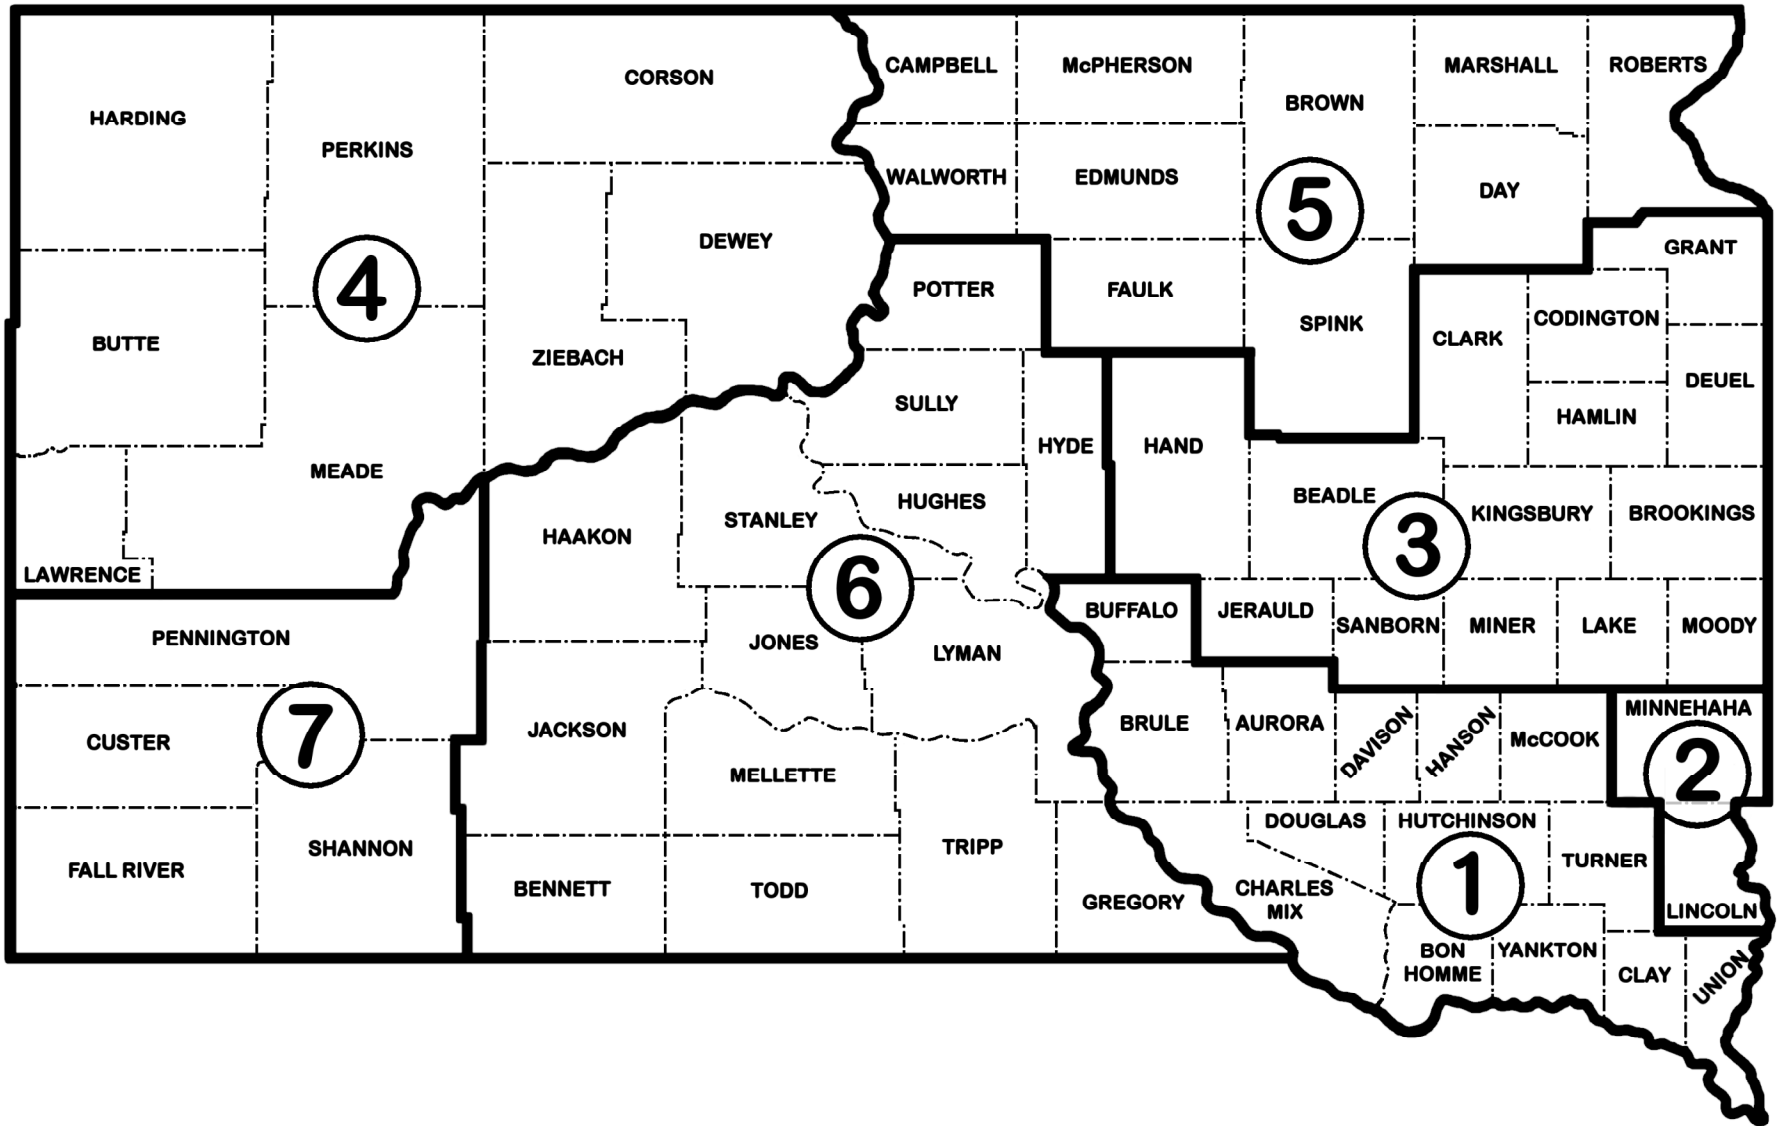 CORSON
CAMPBELL
McPHERSON
MARSHALL
ROBERTS
HARDING
PERKINS
BROWN
WALWORTH
EDMUNDS
5
DAY
DEWEY
GRANT
4
POTTER
FAULK
SPINK
CODINGTON
CLARK
BUTTE
ZIEBACH
DEUEL
SULLY
HAMLIN
HYDE
HAND
MEADE
BEADLE
HUGHES
KINGSBURY
BROOKINGS
STANLEY
HAAKON
3
LAWRENCE
6
BUFFALO
JERAULD
SANBORN
MINER
LAKE
MOODY
PENNINGTON
JONES
LYMAN
MINNEHAHA
CUSTER
7
JACKSON
BRULE
AURORA
DAVISON
HANSON
McCOOK
2
MELLETTE
DOUGLAS
HUTCHINSON
SHANNON
TRIPP
TURNER
FALL RIVER
BENNETT
TODD
GREGORY
CHARLES
MIX
1
LINCOLN
BON
HOMME
YANKTON
CLAY
UNION